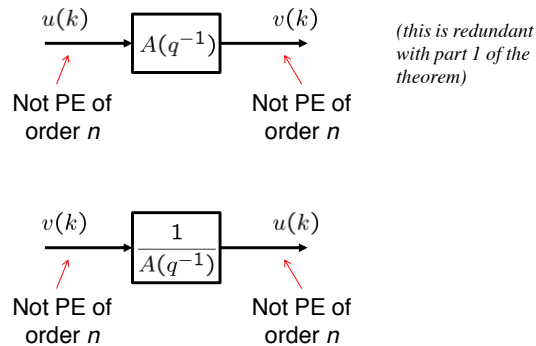 u(k) A(q⁻¹) v(k)
(this is redundant
with part 1 of the
theorem)
Not PE of
order n
Not PE of
order n
v(k) 1/A(q⁻¹) u(k)
Not PE of
order n
Not PE of
order n